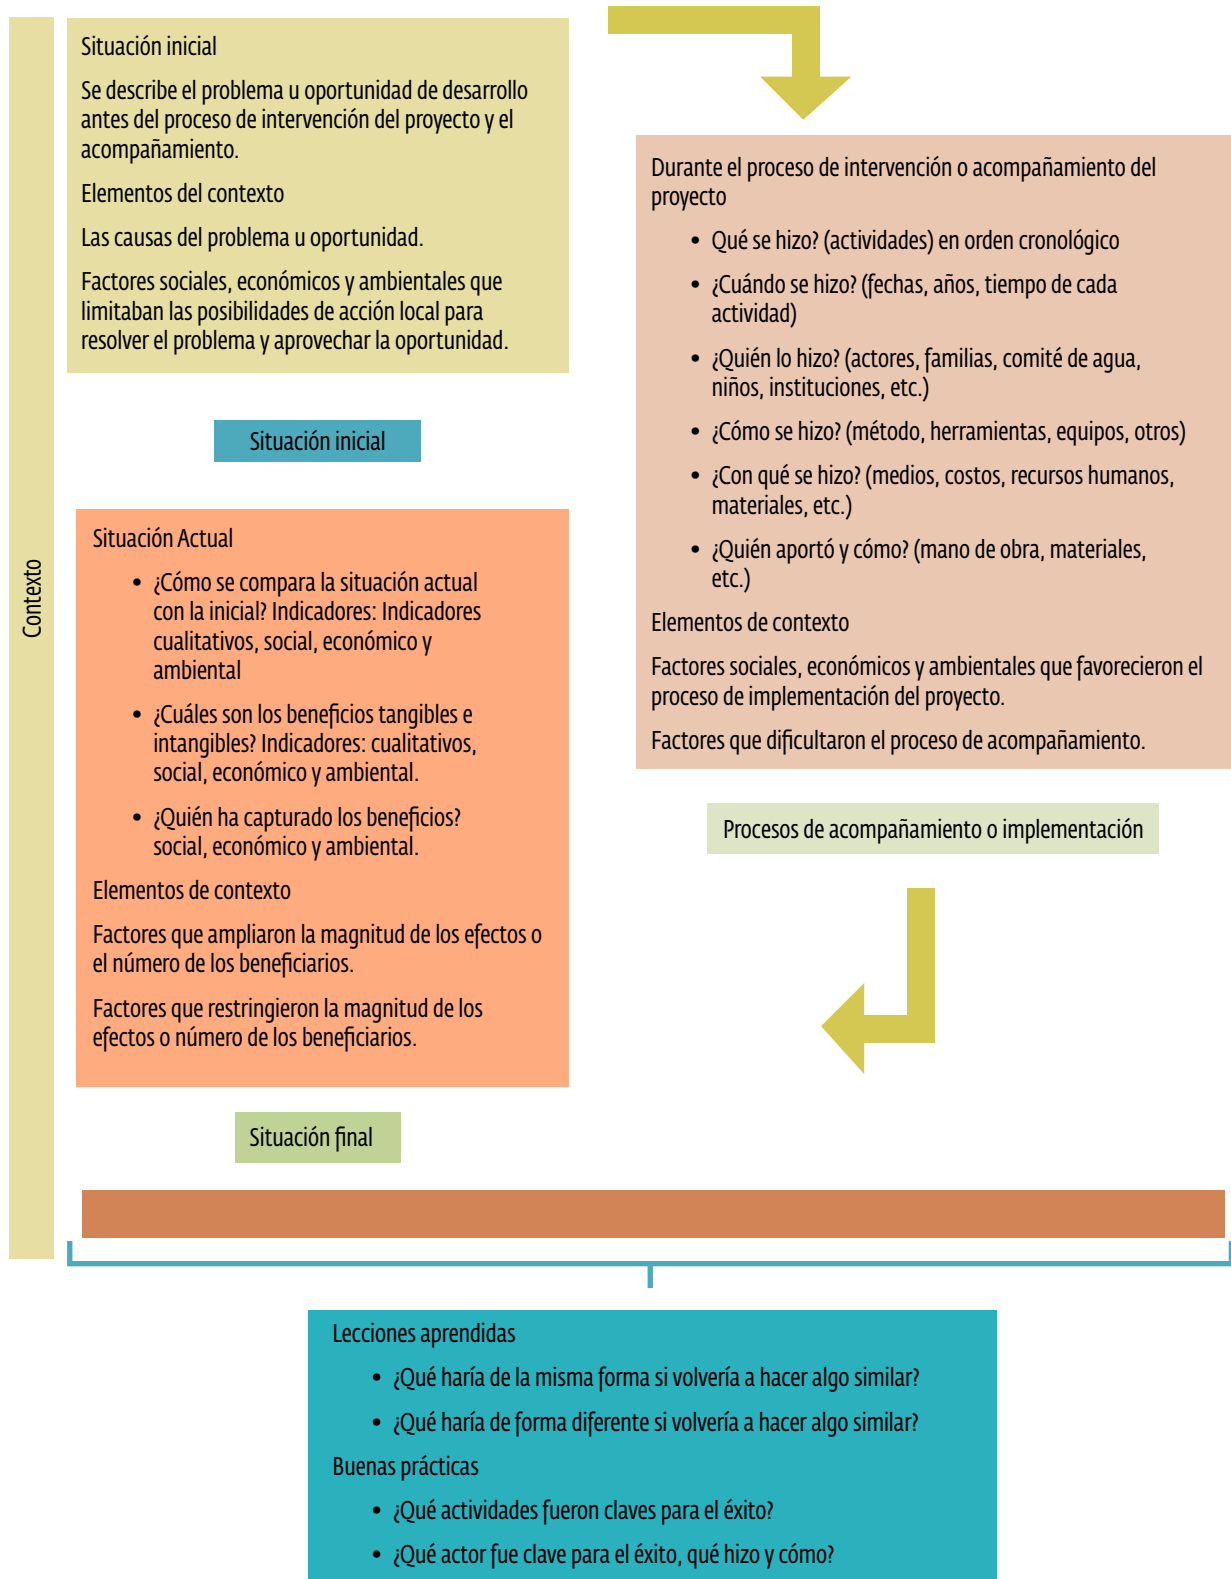 Contexto
Situación inicial
Se describe el problema u oportunidad de desarrollo
antes del proceso de intervención del proyecto y el
acompañamiento.
Elementos del contexto
Las causas del problema u oportunidad.
Factores sociales, económicos y ambientales que
limitaban las posibilidades de acción local para
resolver el problema y aprovechar la oportunidad.
Situación inicial
Durante el proceso de intervención o acompañamiento del
proyecto
• Qué se hizo? (actividades) en orden cronológico
• ¿Cuándo se hizo? (fechas, años, tiempo de cada
actividad)
• ¿Quién lo hizo? (actores, familias, comité de agua,
niños, instituciones, etc.)
• ¿Cómo se hizo? (método, herramientas, equipos, otros)
• ¿Con qué se hizo? (medios, costos, recursos humanos,
materiales, etc.)
• ¿Quién aportó y cómo? (mano de obra, materiales,
etc.)
Elementos de contexto
Factores sociales, económicos y ambientales que favorecieron el
proceso de implementación del proyecto.
Factores que dificultaron el proceso de acompañamiento.
Procesos de acompañamiento o implementación
Situación Actual
• ¿Cómo se compara la situación actual
con la inicial? Indicadores: Indicadores
cualitativos, social, económico y
ambiental
• ¿Cuáles son los beneficios tangibles e
intangibles? Indicadores: cualitativos,
social, económico y ambiental.
• ¿Quién ha capturado los beneficios?
social, económico y ambiental.
Elementos de contexto
Factores que ampliaron la magnitud de los efectos o
el número de los beneficiarios.
Factores que restringieron la magnitud de los
efectos o número de los beneficiarios.
Situación final
Lecciones aprendidas
• ¿Qué haría de la misma forma si volvería a hacer algo similar?
• ¿Qué haría de forma diferente si volvería a hacer algo similar?
Buenas prácticas
• ¿Qué actividades fueron claves para el éxito?
• ¿Qué actor fue clave para el éxito, qué hizo y cómo?